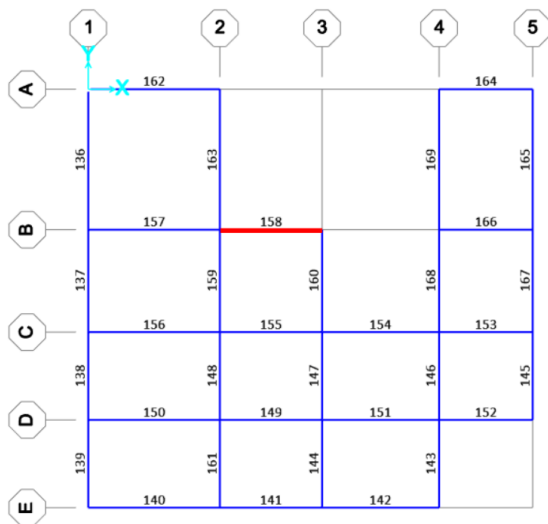 1 2 3 4 5
Y
A X 162 164
136 163 169 165
B 157 158 166
137 159 160 168 167
C 156 155 154 153
138 148 147 146 145
D 150 149 151 152
139 161 144 143
E 140 141 142